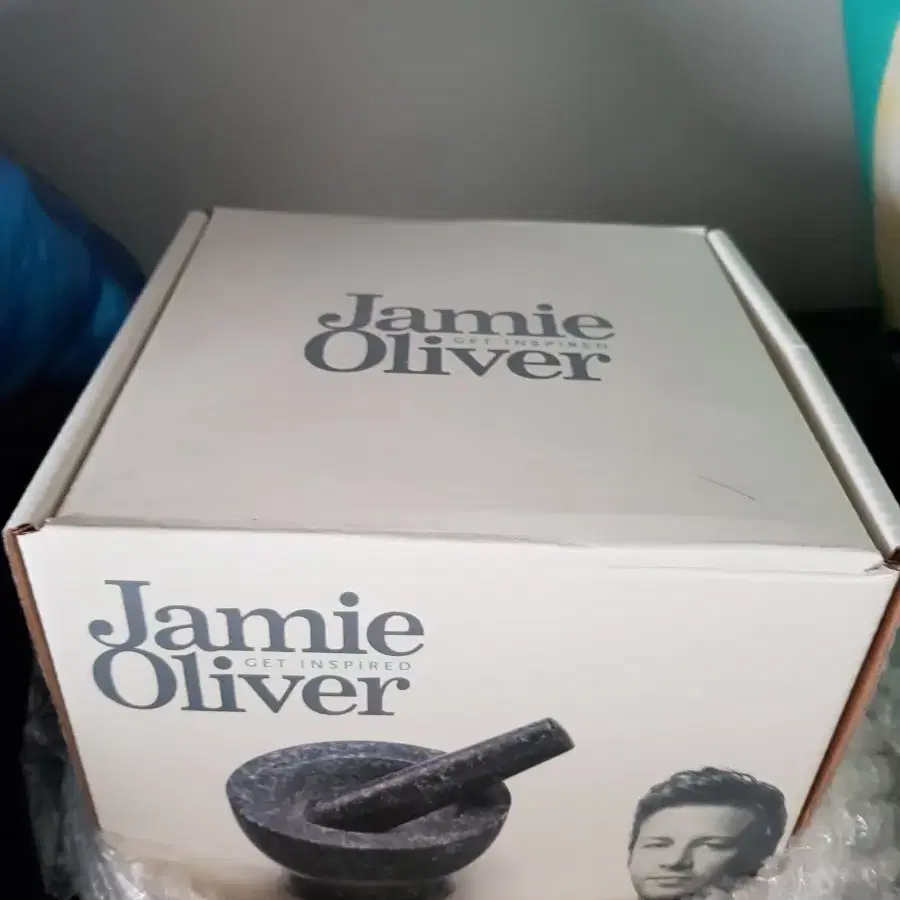 Jamie
GET INSPIRED
Oliver
Jamie
GET INSPIRED
Oliver